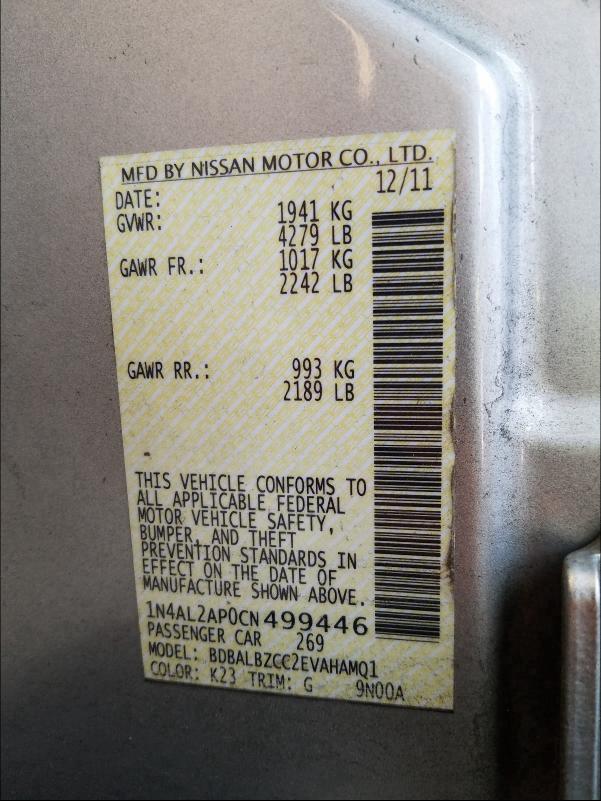 MFD BY NISSAN MOTOR CO., LTD.
DATE: 12/11
GVWR: 1941 KG
4279 LB
GAWR FR.: 1017 KG
2242 LB
GAWR RR.: 993 KG
2189 LB
THIS VEHICLE CONFORMS TO
ALL APPLICABLE FEDERAL
MOTOR VEHICLE SAFETY,
BUMPER, AND THEFT
PREVENTION STANDARDS IN
EFFECT ON THE DATE OF
MANUFACTURE SHOWN ABOVE.
1N4AL2AP0CN499446
PASSENGER CAR 269
MODEL: BDBALBZCC2EVAHAMQ1
COLOR: K23 TRIM: G 9N00A